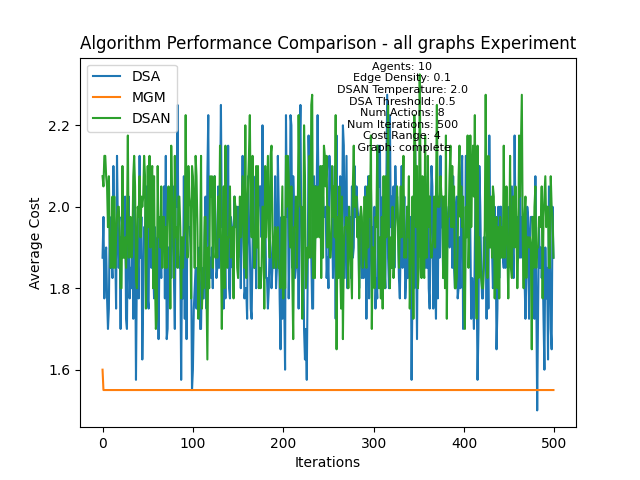 Algorithm Performance Comparison - all graphs Experiment
DSA
MGM
DSAN
Agents: 10
Edge Density: 0.1
DSAN Temperature: 2.0
DSA Threshold: 0.5
Num Actions: 8
Num Iterations: 500
Cost Range: 4
Graph: complete
Average Cost
2.2
2.0
1.8
1.6
0 100 200 300 400 500
Iterations